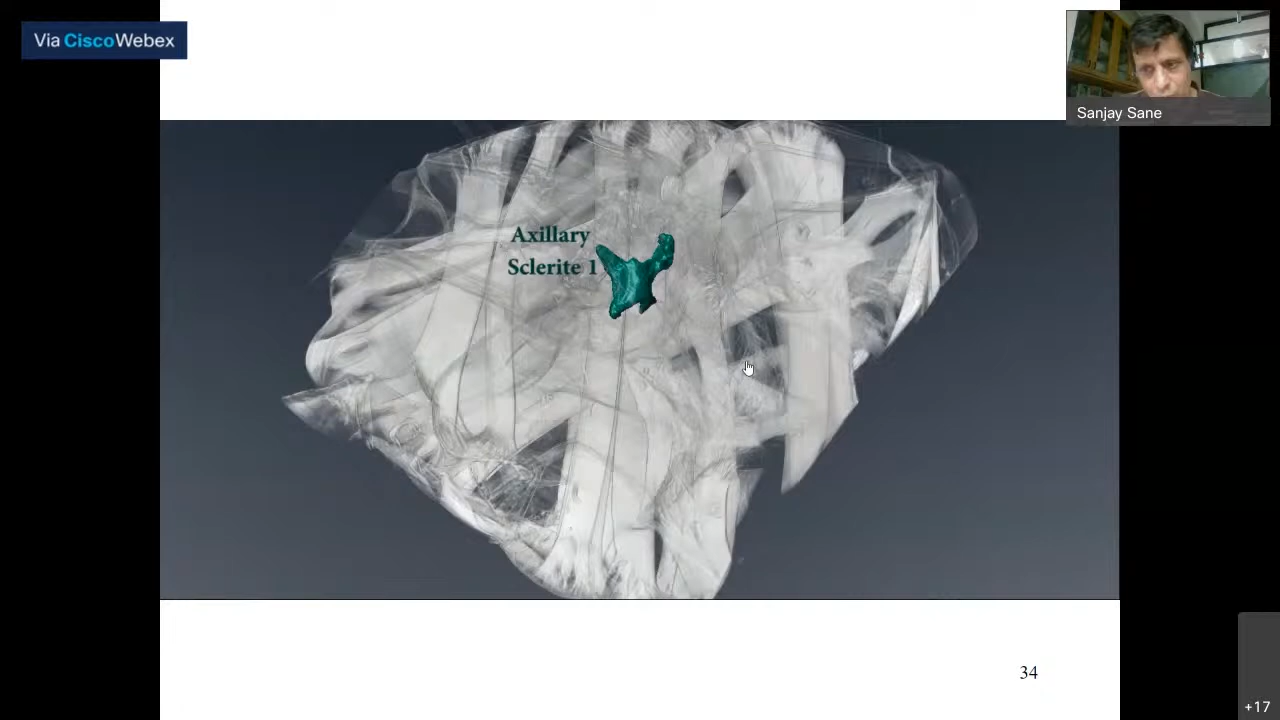 Via CiscoWebex
Sanjay Sane
Axillary
Sclerite 1
34
+17